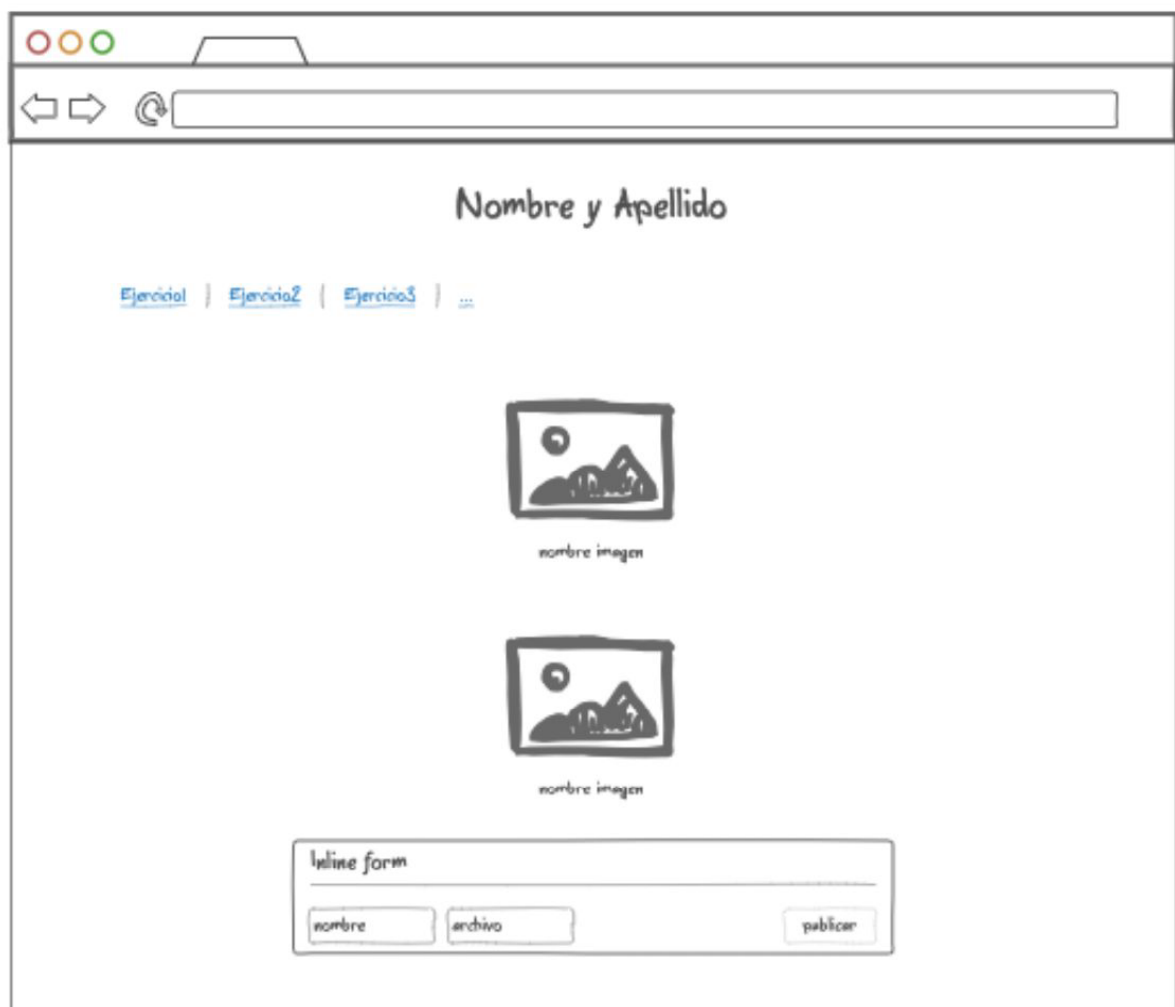 Nombre y Apellido
Ejercicio1 | Ejercicio2 | Ejercicio3 | ...
nombre imagen
nombre imagen
Inline form
nombre archivo publicar